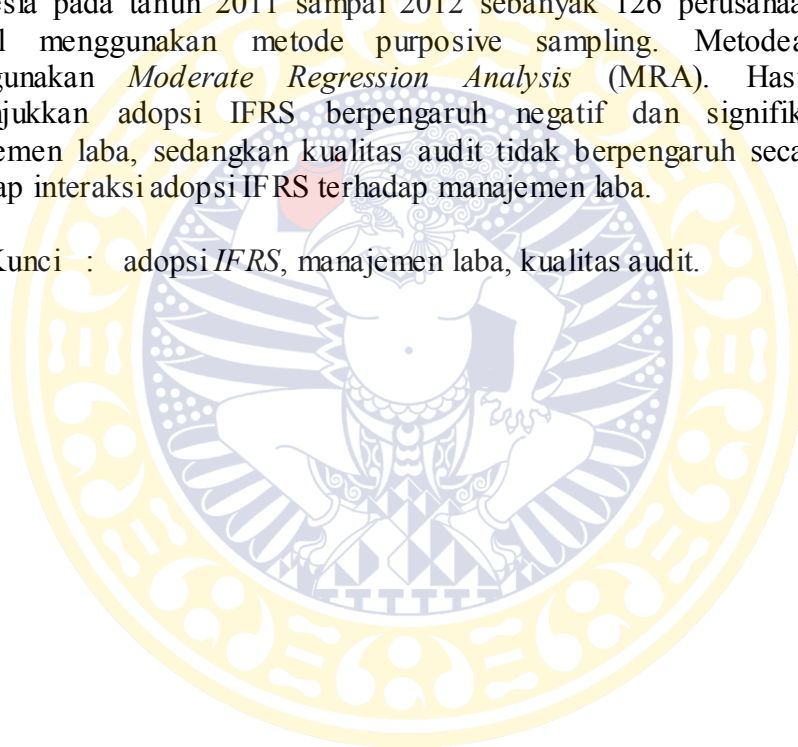 esia pada tahun 2011 sampai 2012 sebanyak 126 perusahaa
l menggunakan metode purposive sampling. Metodea
gunakan Moderate Regression Analysis (MRA). Has
njukkan adopsi IFRS berpengaruh negatif dan signifik
emen laba, sedangkan kualitas audit tidak berpengaruh seca
ap interaksi adopsi IFRS terhadap manajemen laba.
Kunci : adopsi IFRS, manajemen laba, kualitas audit.